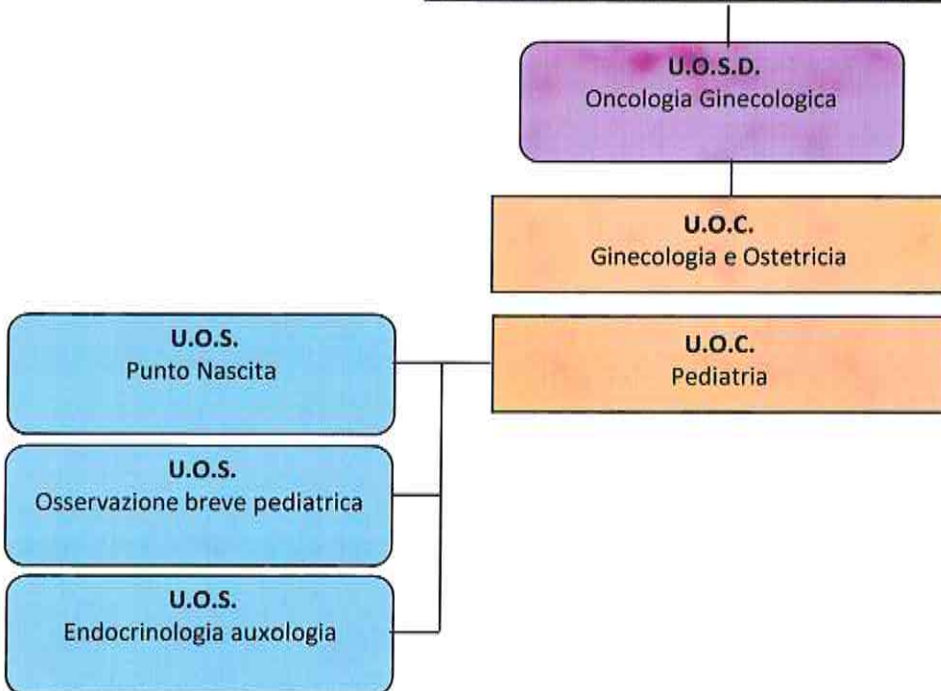 U.O.S.D.
Oncologia Ginecologica
U.O.C.
Ginecologia e Ostetricia
U.O.C.
Pediatria
U.O.S.
Punto Nascita
U.O.S.
Osservazione breve pediatrica
U.O.S.
Endocrinologia auxologia